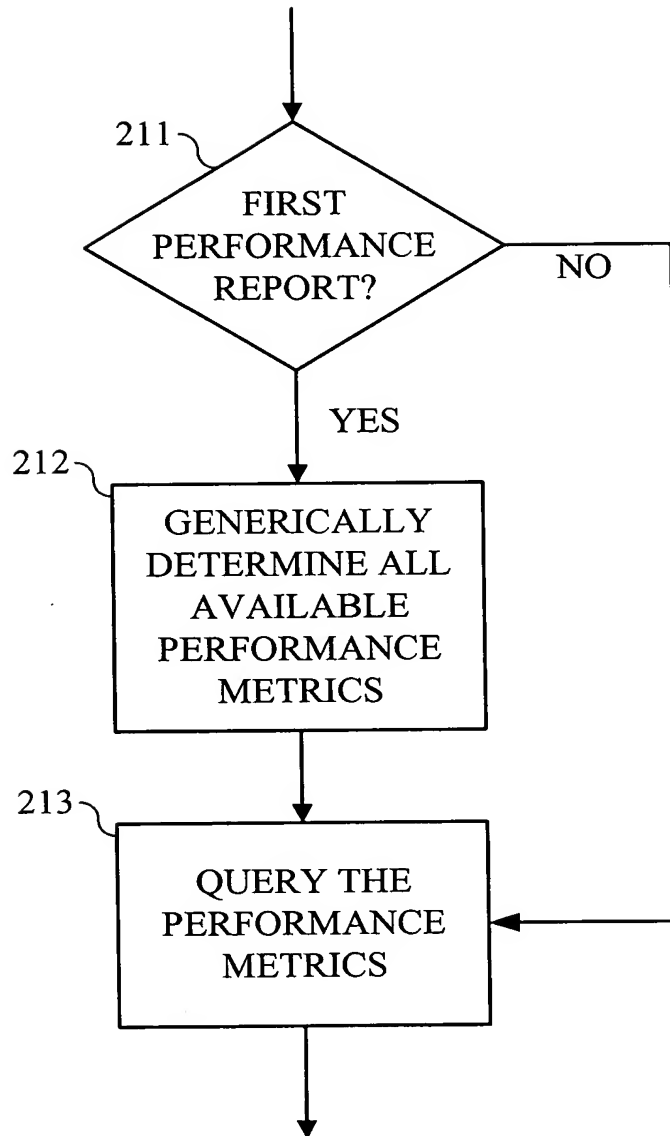 211
FIRST
PERFORMANCE
REPORT?
NO
YES
212
GENERICALLY
DETERMINE ALL
AVAILABLE
PERFORMANCE
METRICS
213
QUERY THE
PERFORMANCE
METRICS